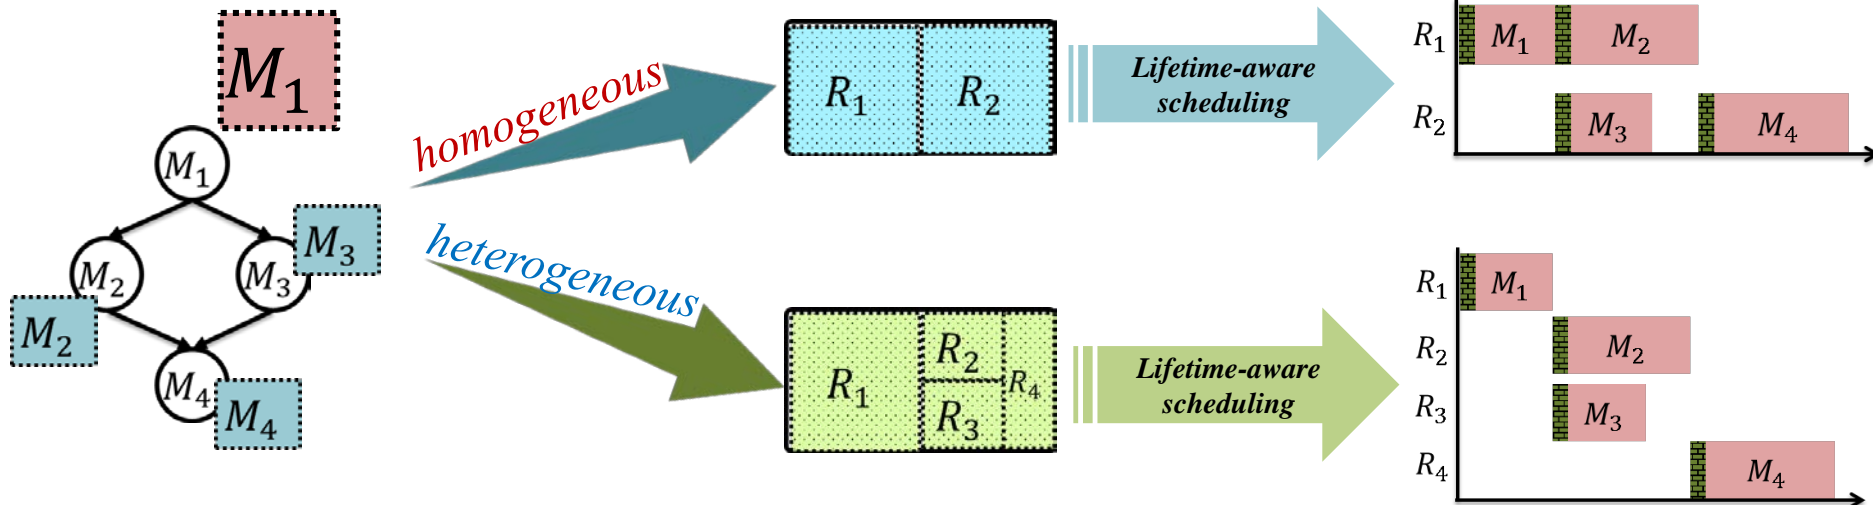 M₁
M₁
M₂
M₃
M₃
M₂
M₄
M₄
homogeneous
heterogeneous
R₁ R₂
R₁
R₂
R₃
R₄
Lifetime-aware
scheduling
Lifetime-aware
scheduling
R₁ M₁ M₂
R₂ M₃ M₄
R₁ M₁
R₂ M₂
R₃ M₃
R₄ M₄